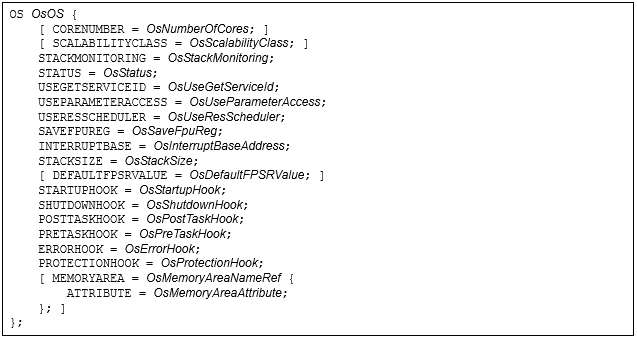 OS OsOS {
[ CORENUMBER = OsNumberOfCores; ]
[ SCALABILITYCLASS = OsScalabilityClass; ]
STACKMONITORING = OsStackMonitoring;
STATUS = OsStatus;
USEGETSERVICEID = OsUseGetServiceId;
USEPARAMETERACCESS = OsUseParameterAccess;
USERESSCHEDULER = OsUseResScheduler;
SAVEFPUREG = OsSaveFpuReg;
INTERRUPTBASE = OsInterruptBaseAddress;
STACKSIZE = OsStackSize;
[ DEFAULTFPSRVALUE = OsDefaultFPSRValue; ]
STARTUPHOOK = OsStartupHook;
SHUTDOWNHOOK = OsShutdownHook;
POSTTASKHOOK = OsPostTaskHook;
PRETASKHOOK = OsPreTaskHook;
ERRORHOOK = OsErrorHook;
PROTECTIONHOOK = OsProtectionHook;
[ MEMORYAREA = OsMemoryAreaNameRef {
ATTRIBUTE = OsMemoryAreaAttribute;
}; ]
};